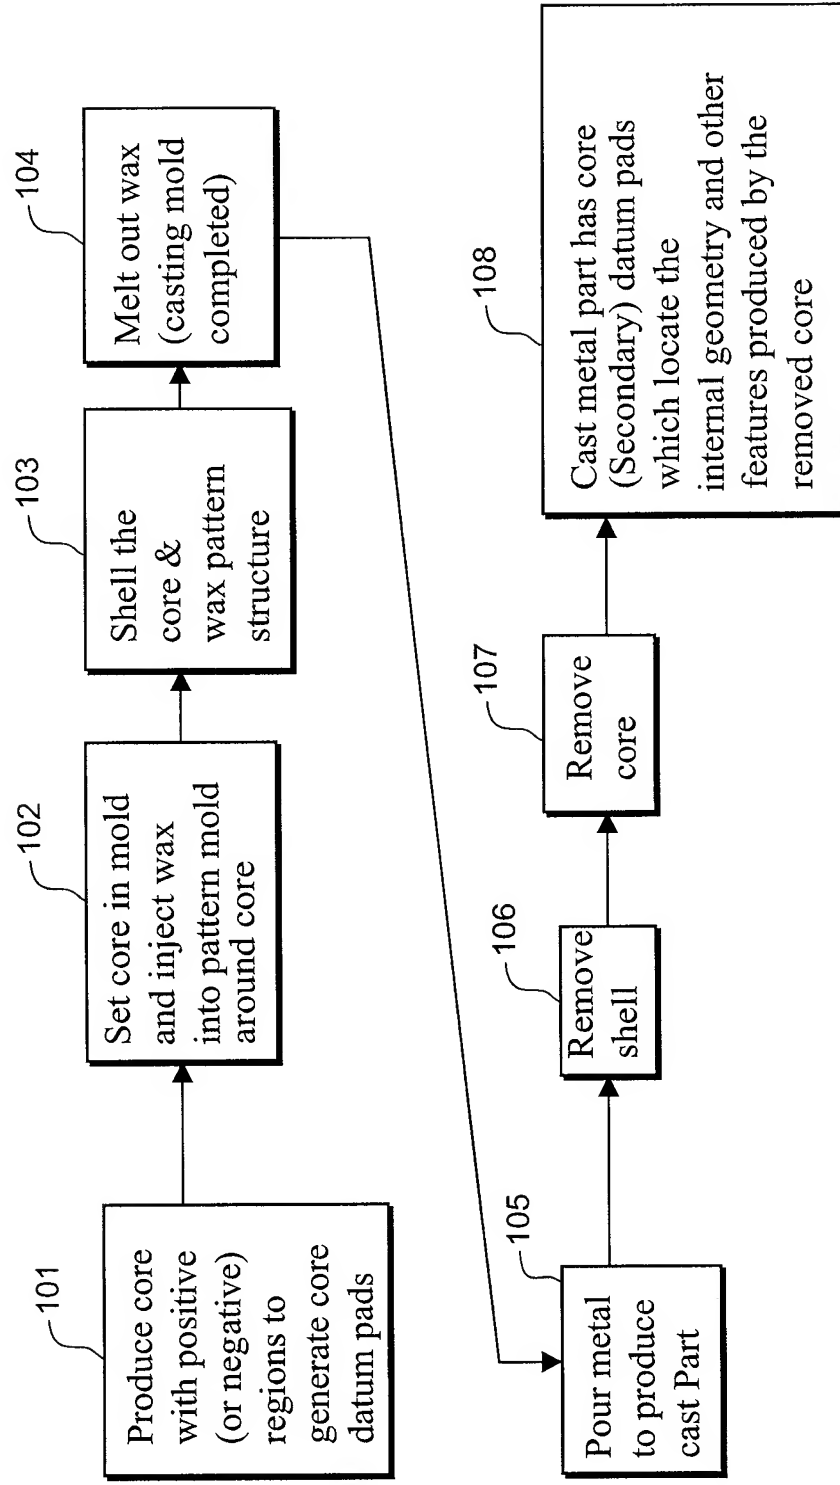 101
Produce core
with positive
(or negative)
regions to
generate core
datum pads
102
Set core in mold
and inject wax
into pattern mold
around core
103
Shell the
core &
wax pattern
structure
104
Melt out wax
(casting mold
completed)
105
Pour metal
to produce
cast Part
106
Remove
shell
107
Remove
core
108
Cast metal part has core
(Secondary) datum pads
which locate the
internal geometry and other
features produced by the
removed core